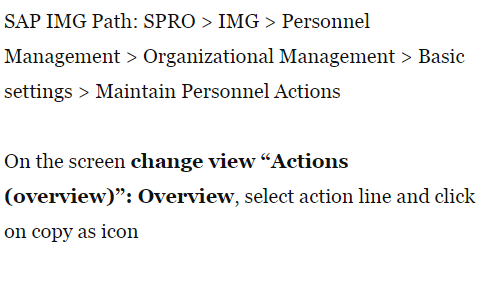 SAP IMG Path: SPRO > IMG > Personnel
Management > Organizational Management > Basic
settings > Maintain Personnel Actions
On the screen change view “Actions
(overview)”: Overview, select action line and click
on copy as icon